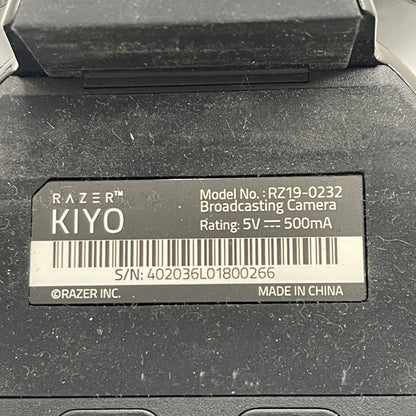 RAZER™
KIYO
Model No.: RZ19-0232
Broadcasting Camera
Rating: 5V ⎓ 500mA
S/N: 402036L01800266
©RAZER INC.
MADE IN CHINA